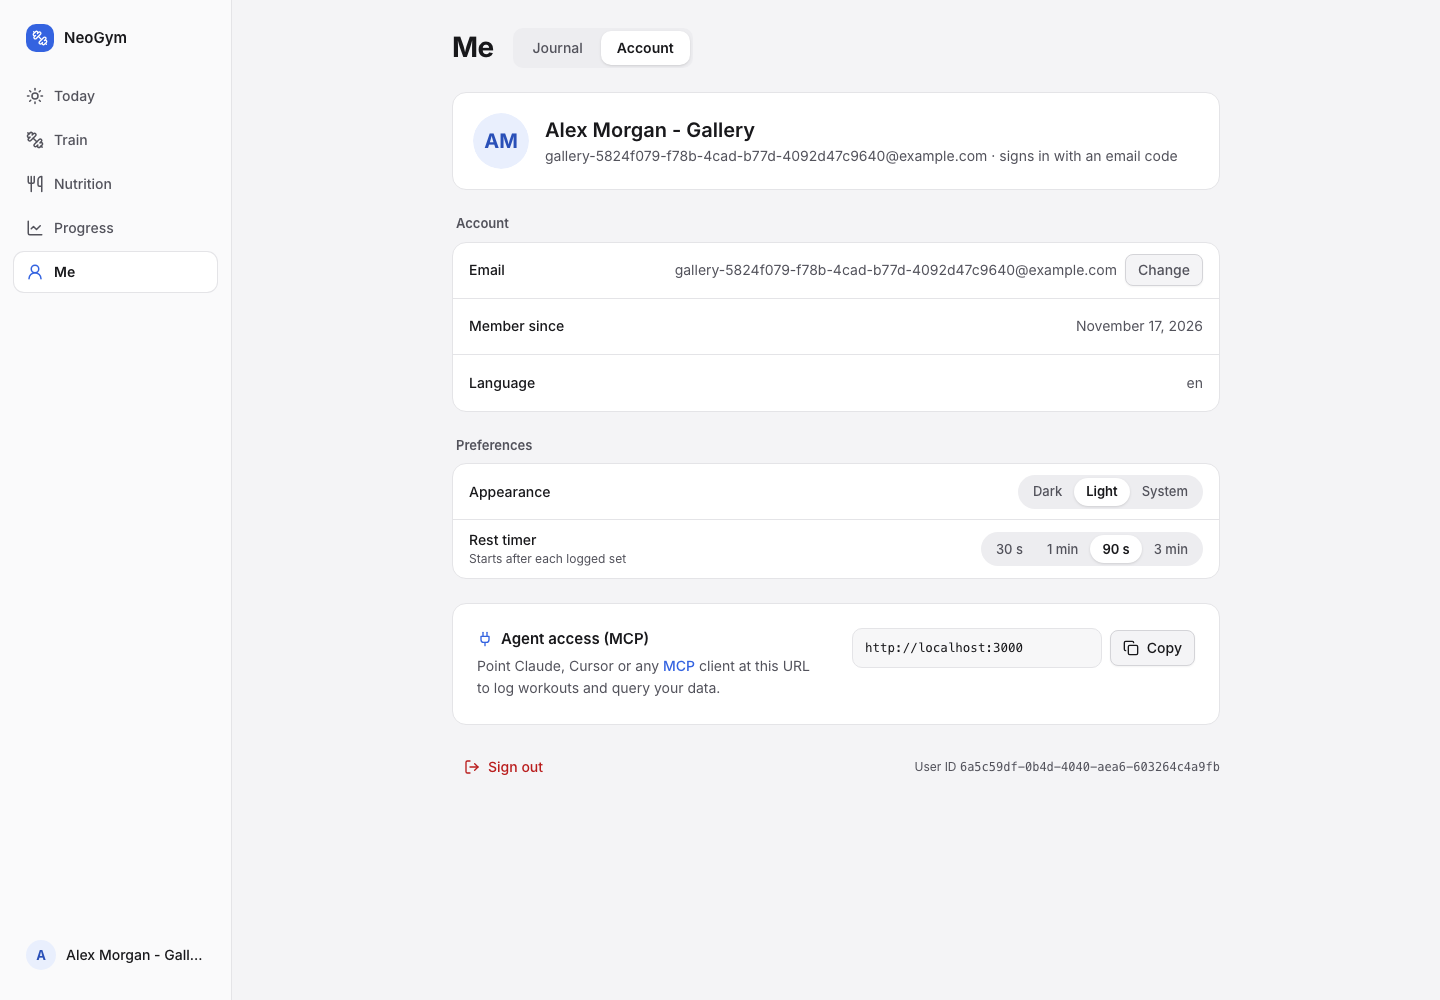 NeoGym
Today
Train
Nutrition
Progress
Me
Alex Morgan - Gall...
Me
Journal
Account
AM
Alex Morgan - Gallery
gallery-5824f079-f78b-4cad-b77d-4092d47c9640@example.com · signs in with an email code
Account
Email
gallery-5824f079-f78b-4cad-b77d-4092d47c9640@example.com
Change
Member since
November 17, 2026
Language
en
Preferences
Appearance
Dark
Light
System
Rest timer
Starts after each logged set
30 s
1 min
90 s
3 min
Agent access (MCP)
Point Claude, Cursor or any MCP client at this URL
to log workouts and query your data.
http://localhost:3000
Copy
Sign out
User ID 6a5c59df-0b4d-4040-aea6-603264c4a9fb
A